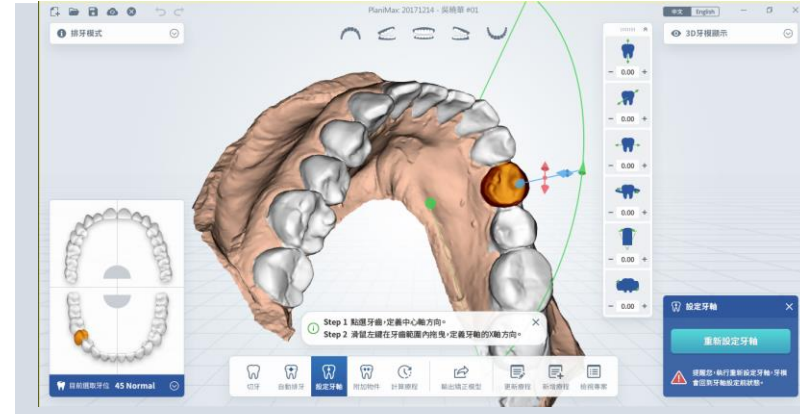 PlaniMax 20171214 - 吳曉華 #01
中文 English
排牙模式
3D牙模顯示
- 0.00 +
- 0.00 +
- 0.00 +
- 0.00 +
- 0.00 +
- 0.00 +
目前選取牙位 45 Normal
Step 1 點選牙齒,定義中心軸方向。
Step 2 滑鼠左鍵在牙齒範圍內拖曳,定義牙軸的X軸方向。
切牙
自動排牙
設定牙軸
附加物件
計算療程
輸出矯正模型
更新療程
新增療程
檢視專案
設定牙軸
重新設定牙軸
提醒您,執行重新設定牙軸,牙模
會回到牙軸設定前狀態。